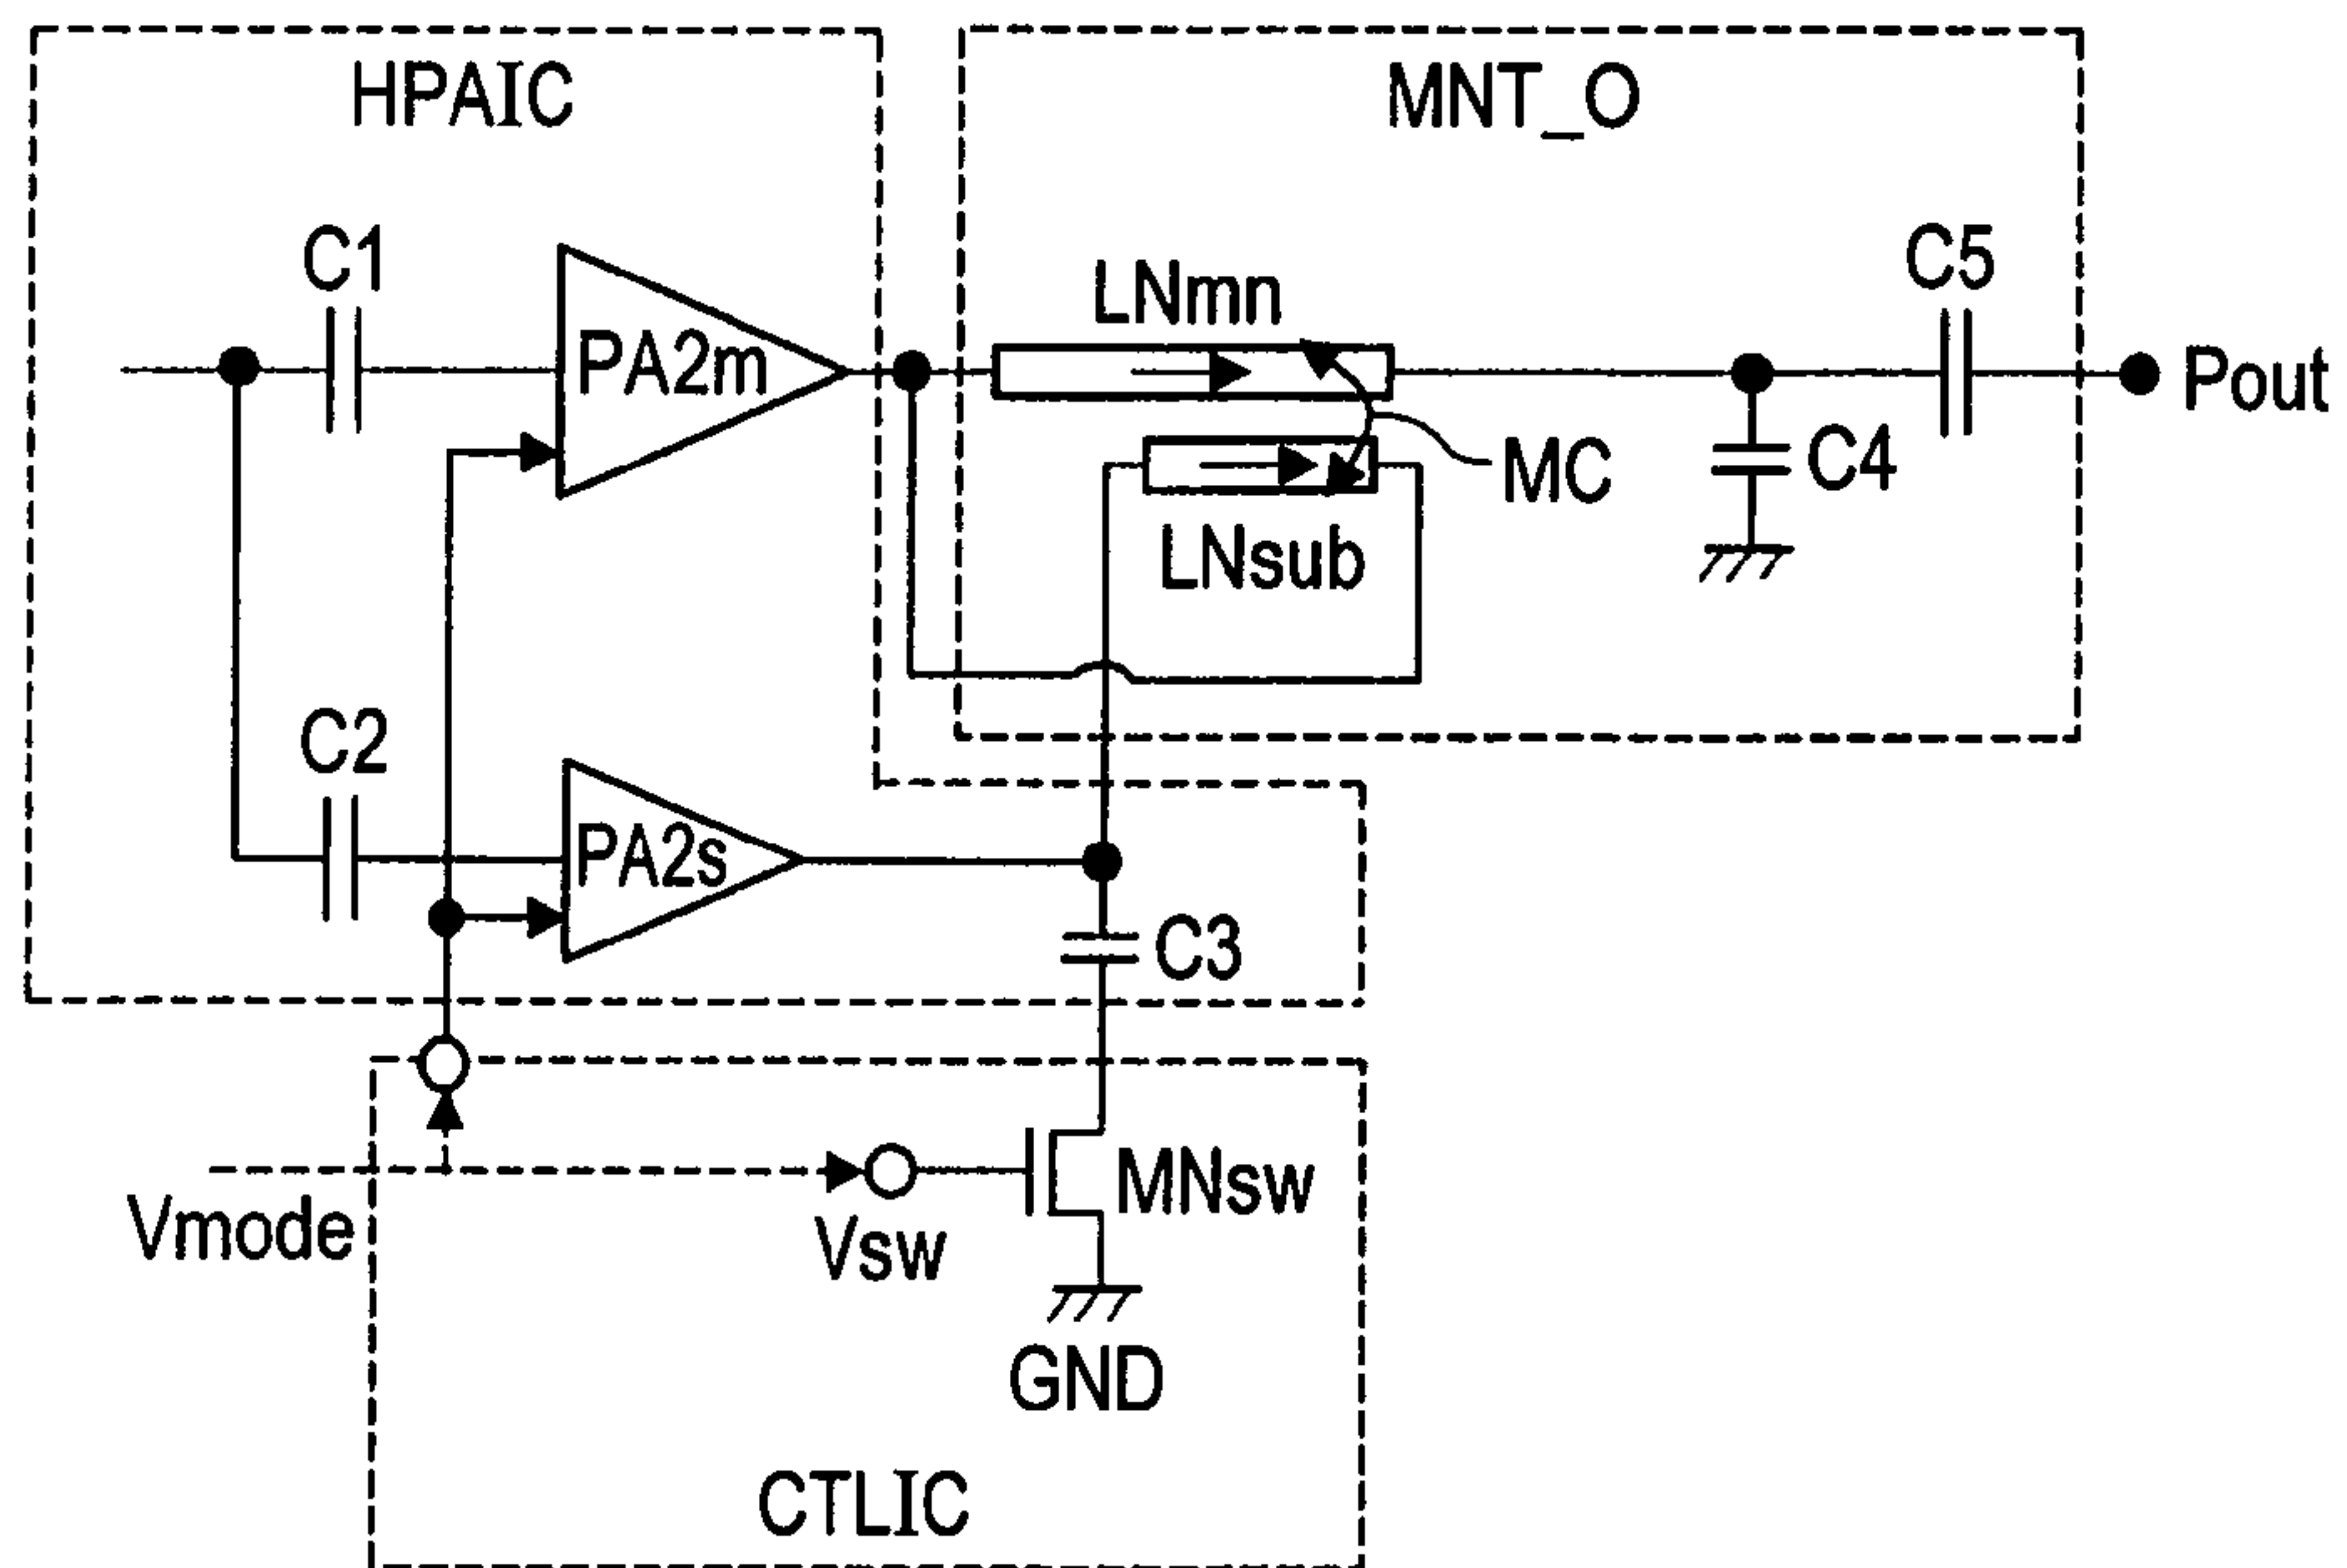 HPAIC
MNT_O
C1
C5
LNmn
PA2m
Pout
C4
MC
LNsub
C2
PA2s
C3
MNsw
Vmode
Vsw
GND
CTLIC